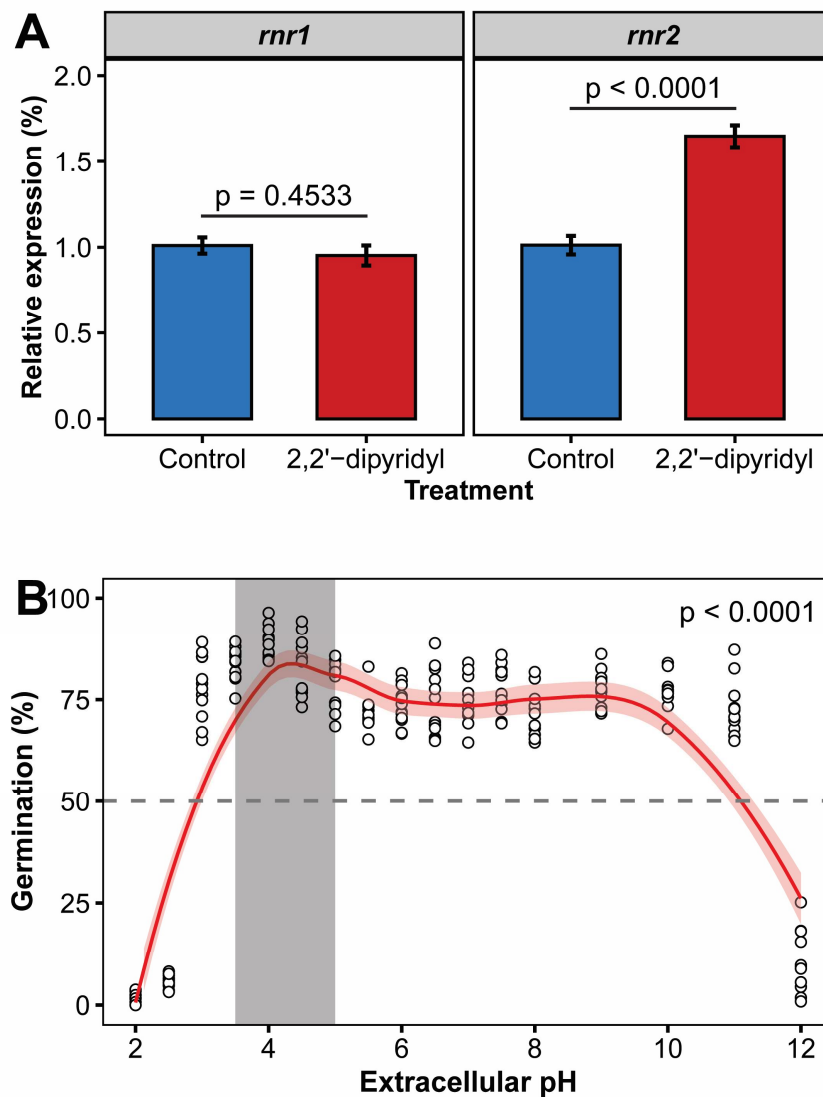 A
rnr1 rnr2
Relative expression (%)
2.0
1.5
1.0
0.5
0.0
p = 0.4533
p < 0.0001
Control 2,2'−dipyridyl Control 2,2'−dipyridyl
Treatment
B
Germination (%)
100
75
50
25
0
p < 0.0001
2 4 6 8 10 12
Extracellular pH